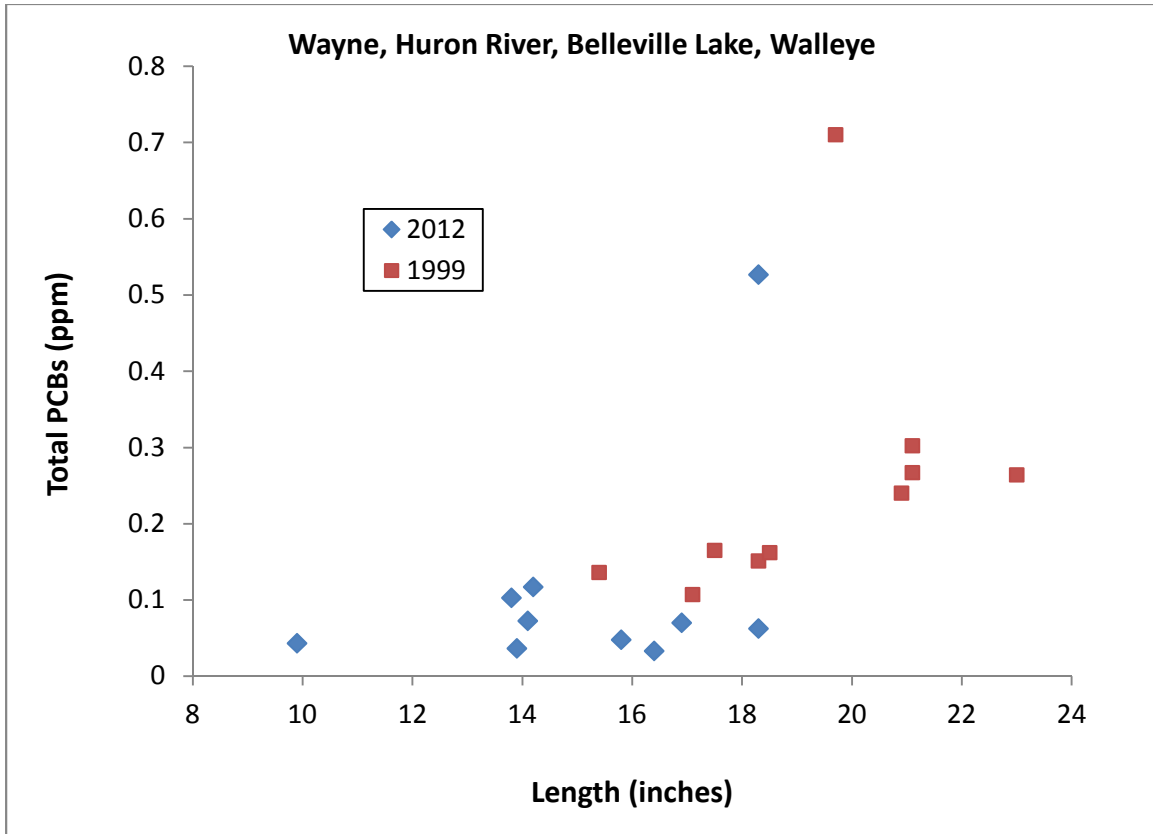 Wayne, Huron River, Belleville Lake, Walleye
0.8
0.7
0.6
0.5
0.4
0.3
0.2
0.1
0
Total PCBs (ppm)
2012
1999
8 10 12 14 16 18 20 22 24
Length (inches)